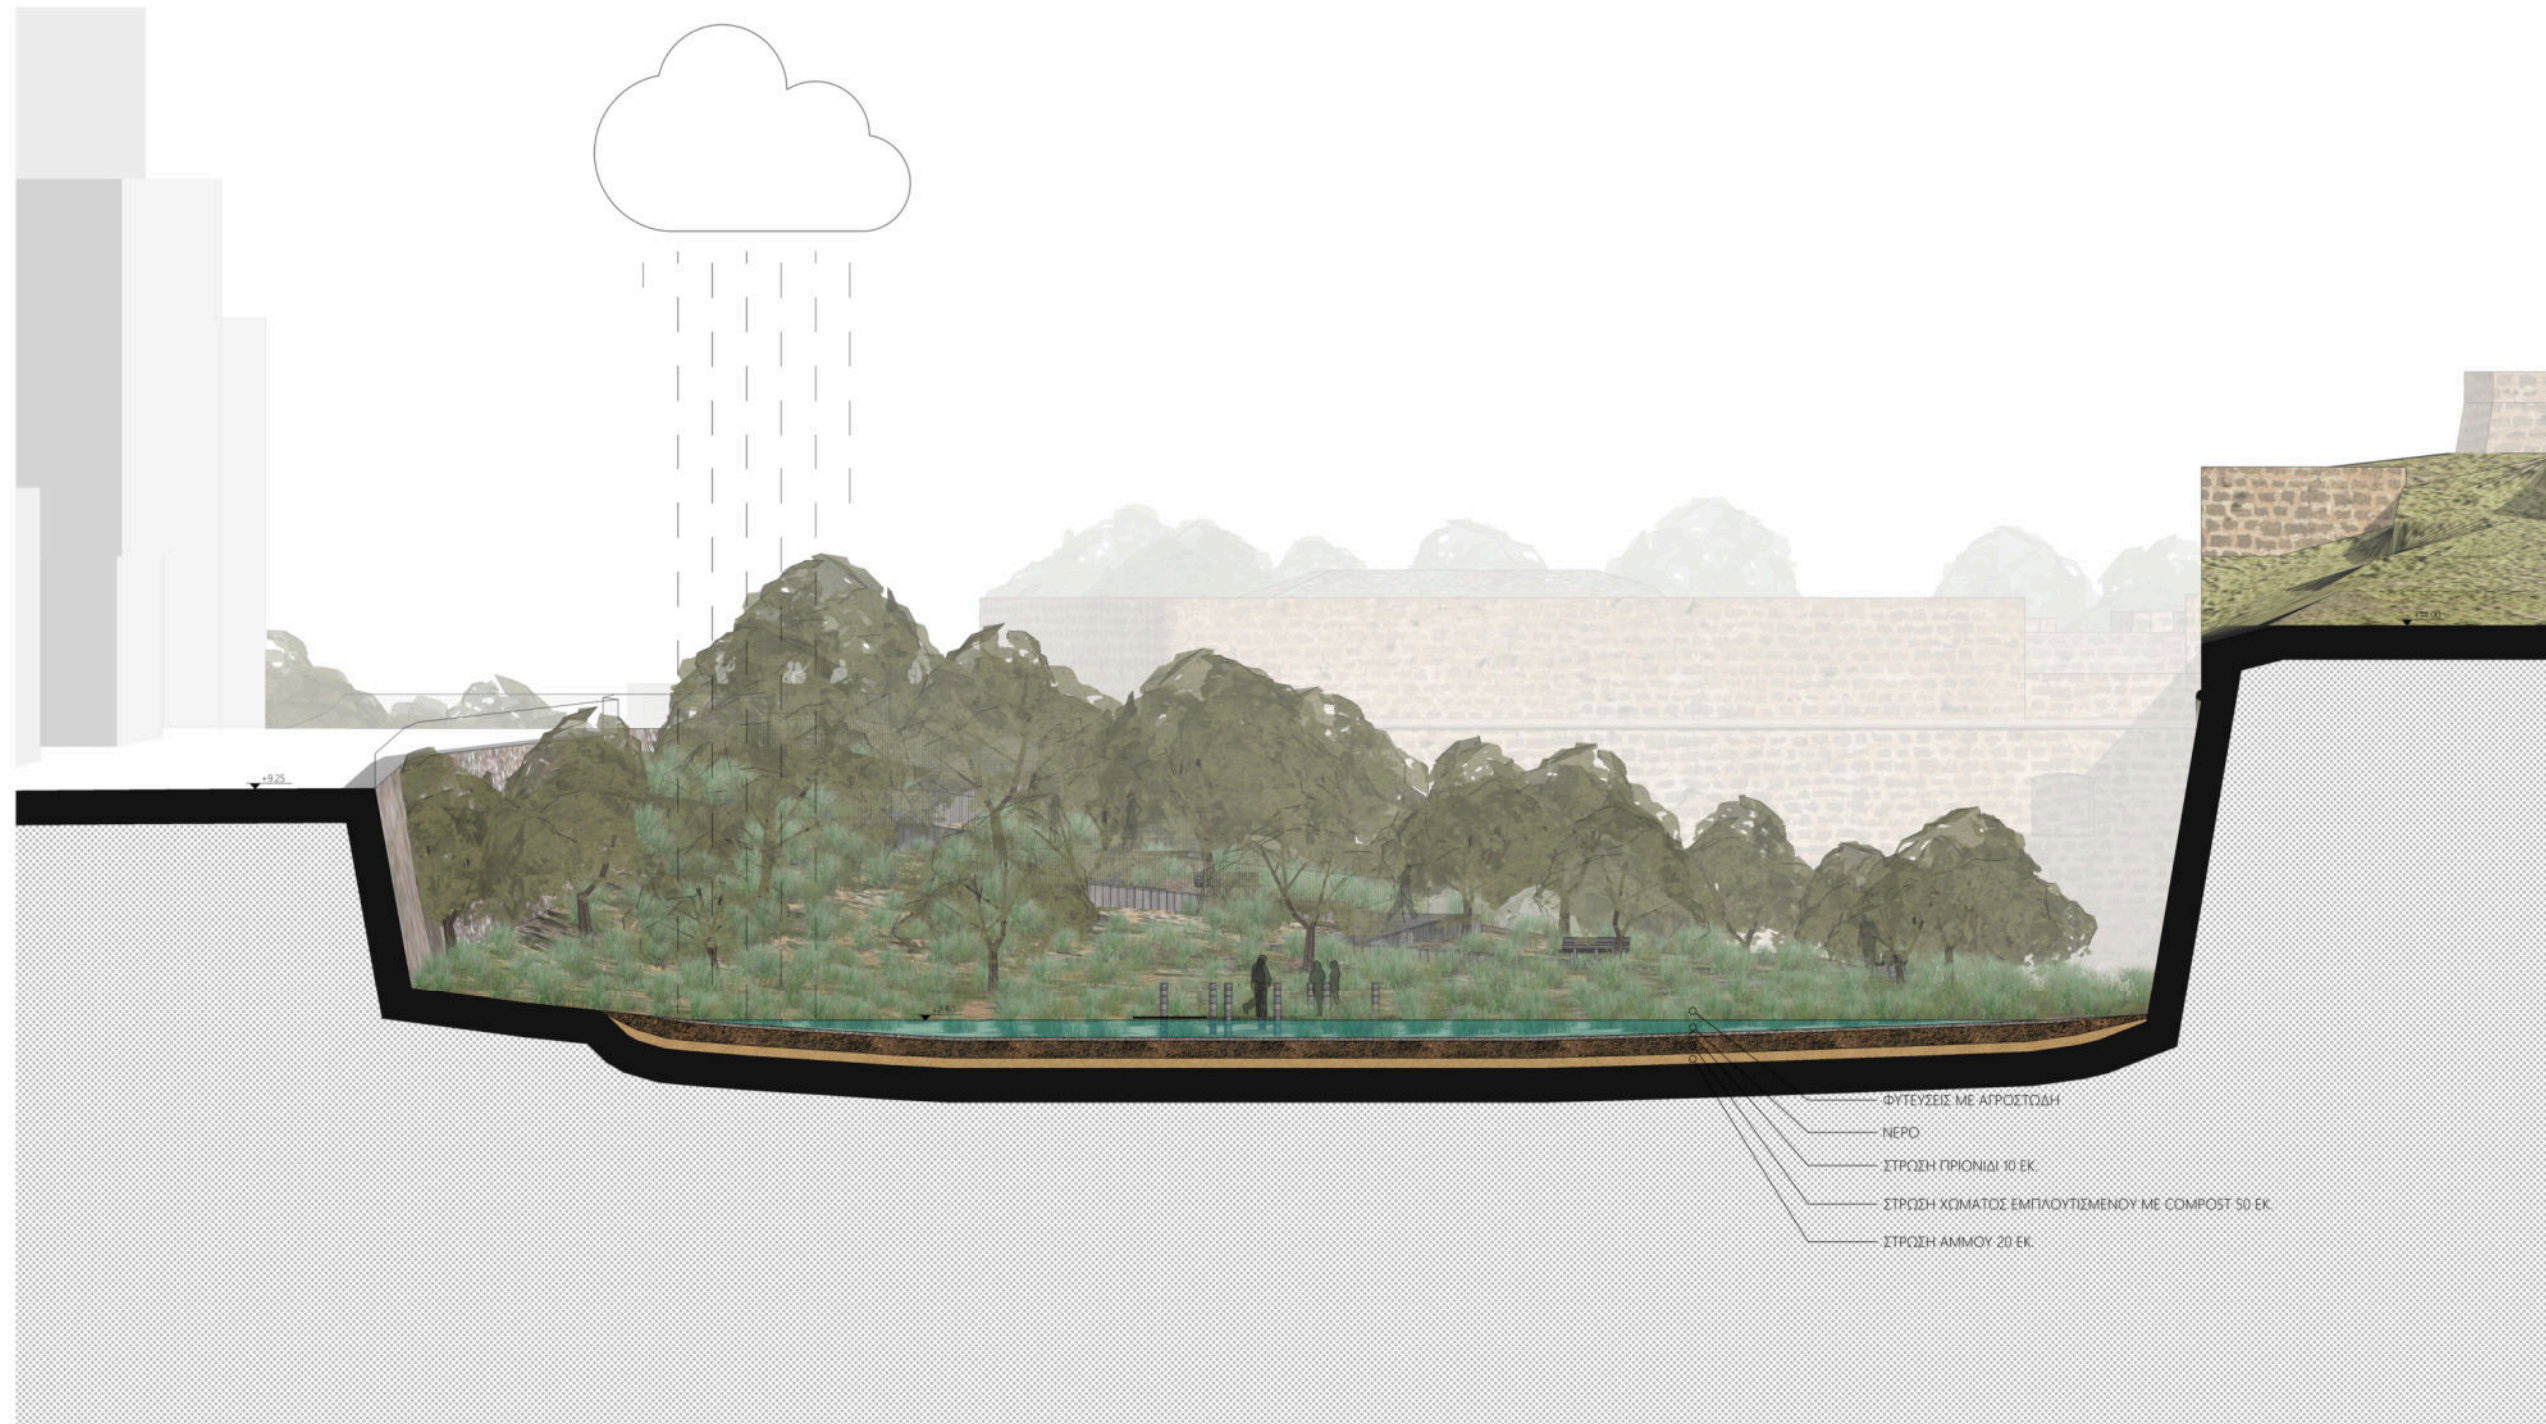 +9.25
ΦΥΤΕΥΣΕΙΣ ΜΕ ΑΓΡΟΣΤΩΔΗ
ΝΕΡΟ
ΣΤΡΩΣΗ ΠΡΙΟΝΙΔΙ 10 ΕΚ.
ΣΤΡΩΣΗ ΧΩΜΑΤΟΣ ΕΜΠΛΟΥΤΙΣΜΕΝΟΥ ΜΕ COMPOST 50 ΕΚ.
ΣΤΡΩΣΗ ΑΜΜΟΥ 20 ΕΚ.